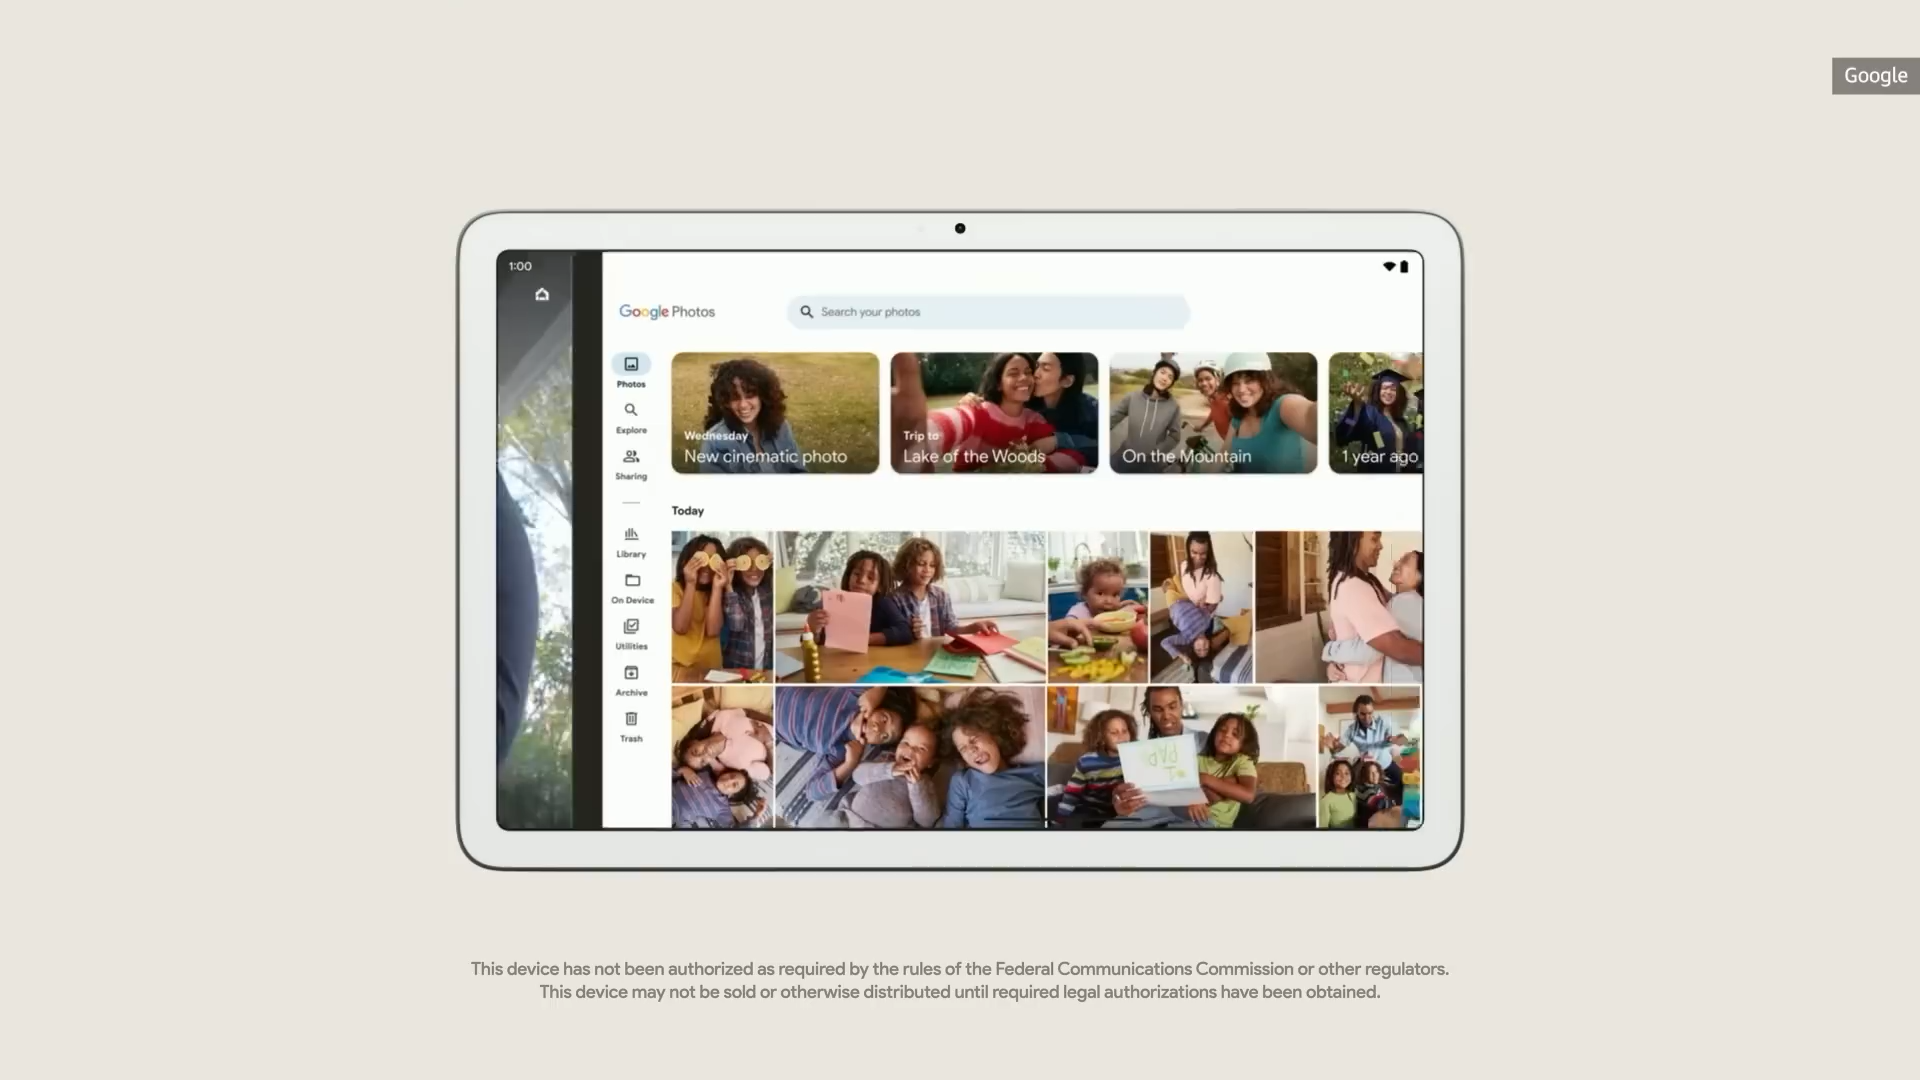 Google
1:00
Google Photos
Search your photos
Photos
Explore
Sharing
Library
On Device
Utilities
Archive
Trash
Wednesday
New cinematic photo
Trip to
Lake of the Woods
On the Mountain
1 year ago
Today
This device has not been authorized as required by the rules of the Federal Communications Commission or other regulators.
This device may not be sold or otherwise distributed until required legal authorizations have been obtained.